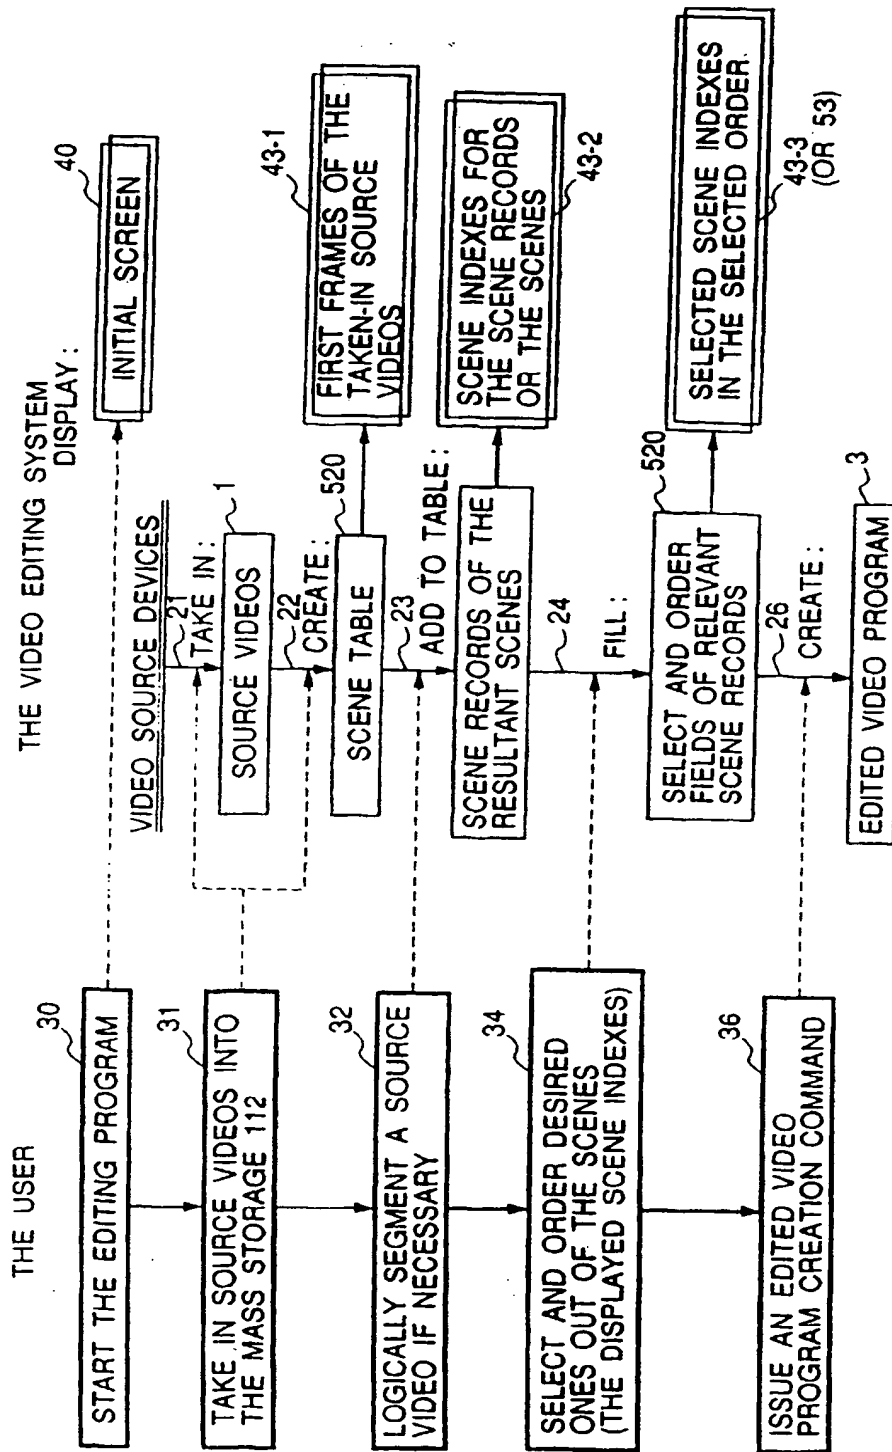 THE USER
30
START THE EDITING PROGRAM
31
TAKE IN SOURCE VIDEOS INTO
THE MASS STORAGE 112
32
LOGICALLY SEGMENT A SOURCE
VIDEO IF NECESSARY
34
SELECT AND ORDER DESIRED
ONES OUT OF THE SCENES
(THE DISPLAYED SCENE INDEXES)
36
ISSUE AN EDITED VIDEO
PROGRAM CREATION COMMAND
THE VIDEO EDITING SYSTEM
DISPLAY :
40
INITIAL SCREEN
VIDEO SOURCE DEVICES
21
TAKE IN :
1
SOURCE VIDEOS
22
CREATE :
520
SCENE TABLE
43-1
FIRST FRAMES OF THE
TAKEN-IN SOURCE
VIDEOS
23
ADD TO TABLE :
SCENE RECORDS OF THE
RESULTANT SCENES
SCENE INDEXES FOR
THE SCENE RECORDS
OR THE SCENES
43-2
24
FILL :
520
SELECT AND ORDER
FIELDS OF RELEVANT
SCENE RECORDS
SELECTED SCENE INDEXES
IN THE SELECTED ORDER.
43-3
(OR 53)
26
CREATE :
3
EDITED VIDEO PROGRAM